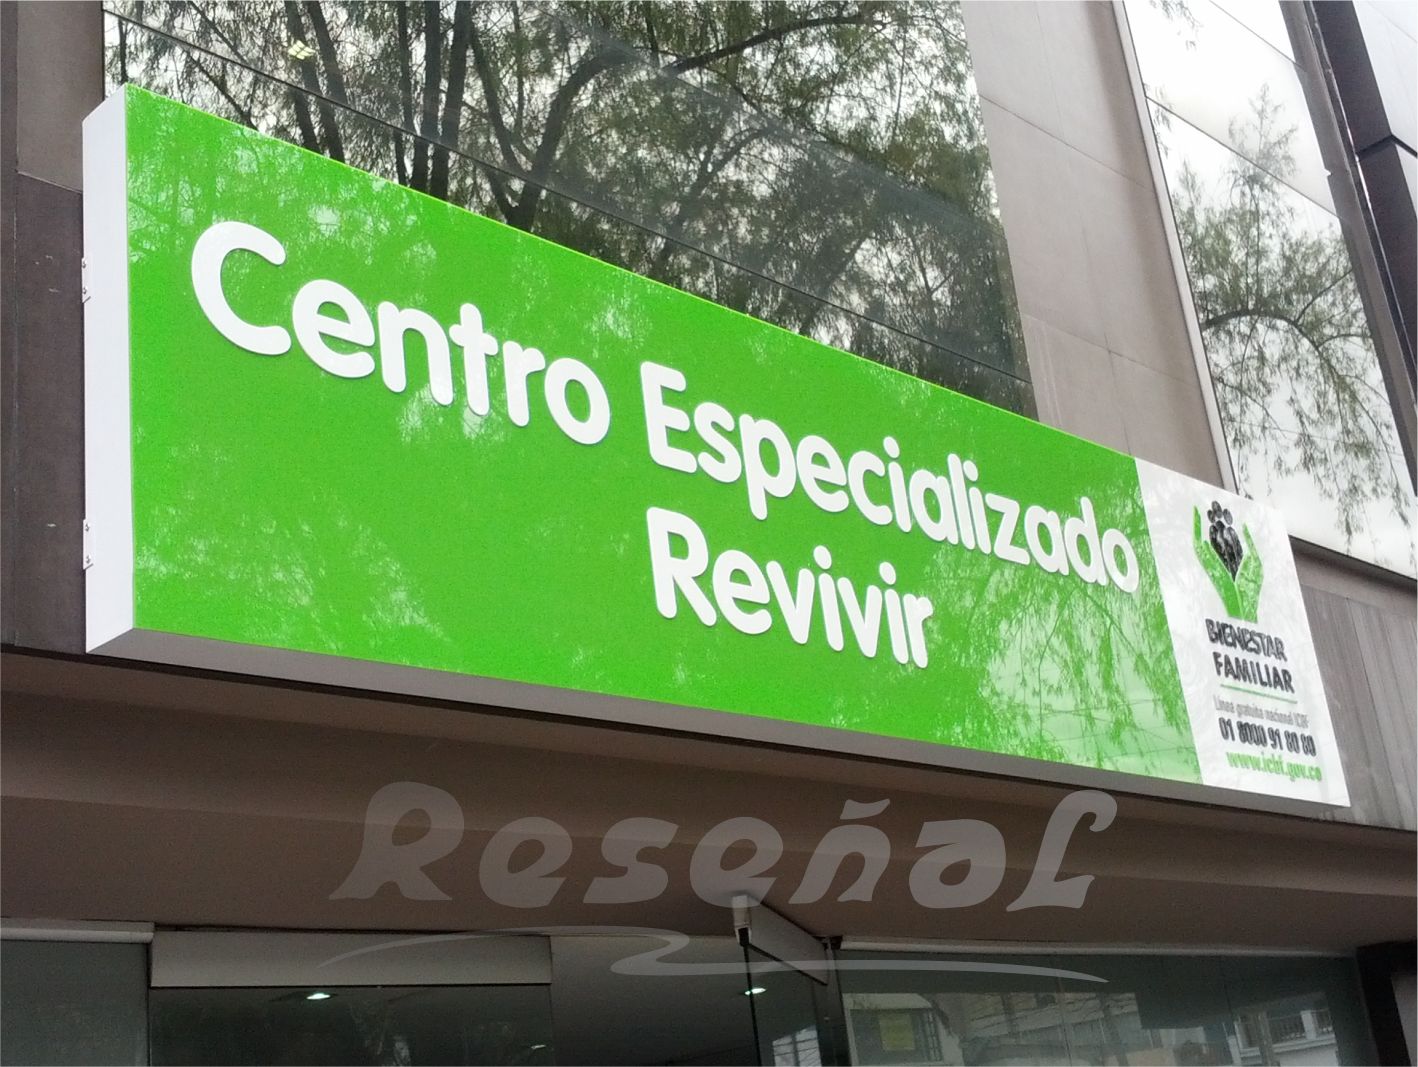 Centro Especializado
Revivir
BIENESTAR
FAMILIAR
Línea gratuita nacional ICBF
01 8000 91 80 80
www.icbf.gov.co
Reseñal